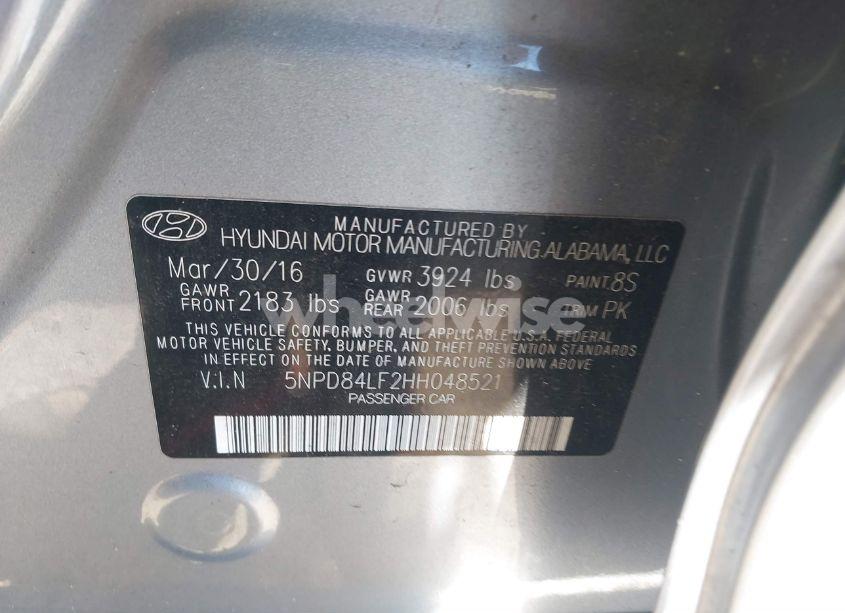 MANUFACTURED BY
HYUNDAI MOTOR MANUFACTURING ALABAMA, LLC
Mar/30/16 GVWR 3924 lbs PAINT 8S
GAWR FRONT 2183 lbs GAWR REAR 2006 lbs TRIM PK
THIS VEHICLE CONFORMS TO ALL APPLICABLE U.S.A. FEDERAL
MOTOR VEHICLE SAFETY, BUMPER, AND THEFT PREVENTION STANDARDS
IN EFFECT ON THE DATE OF MANUFACTURE SHOWN ABOVE
V.I.N 5NPD84LF2HH048521
PASSENGER CAR
wheelwise